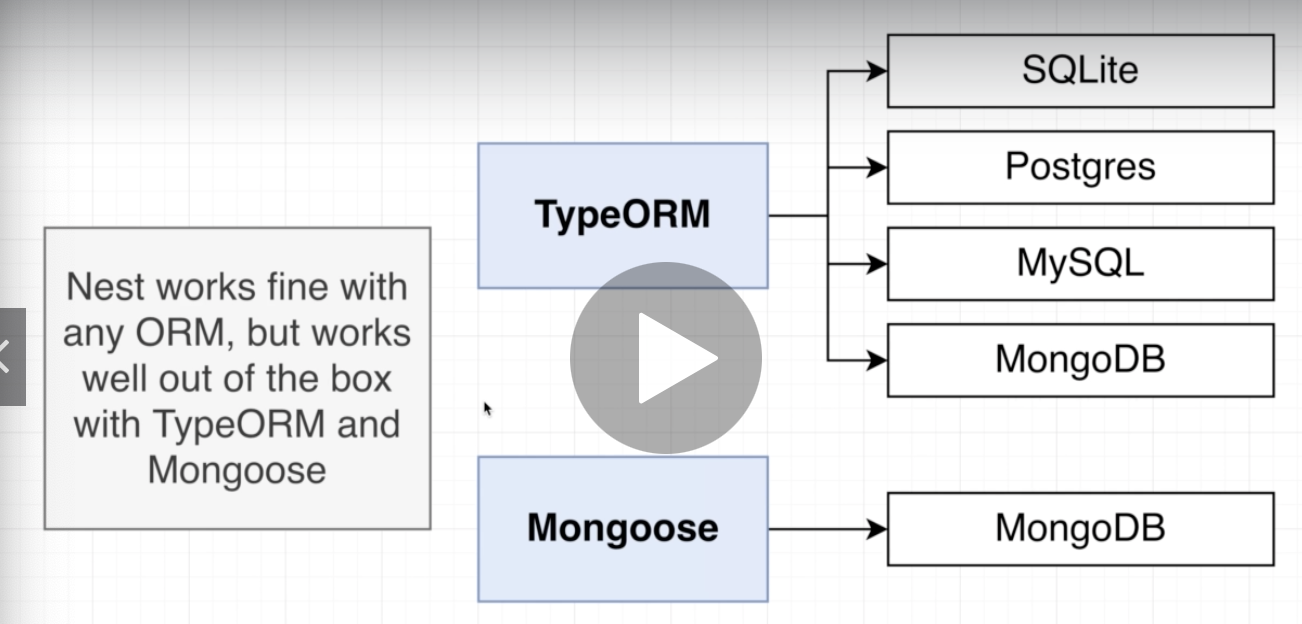 Nest works fine with
any ORM, but works
well out of the box
with TypeORM and
Mongoose
TypeORM
SQLite
Postgres
MySQL
MongoDB
Mongoose
MongoDB